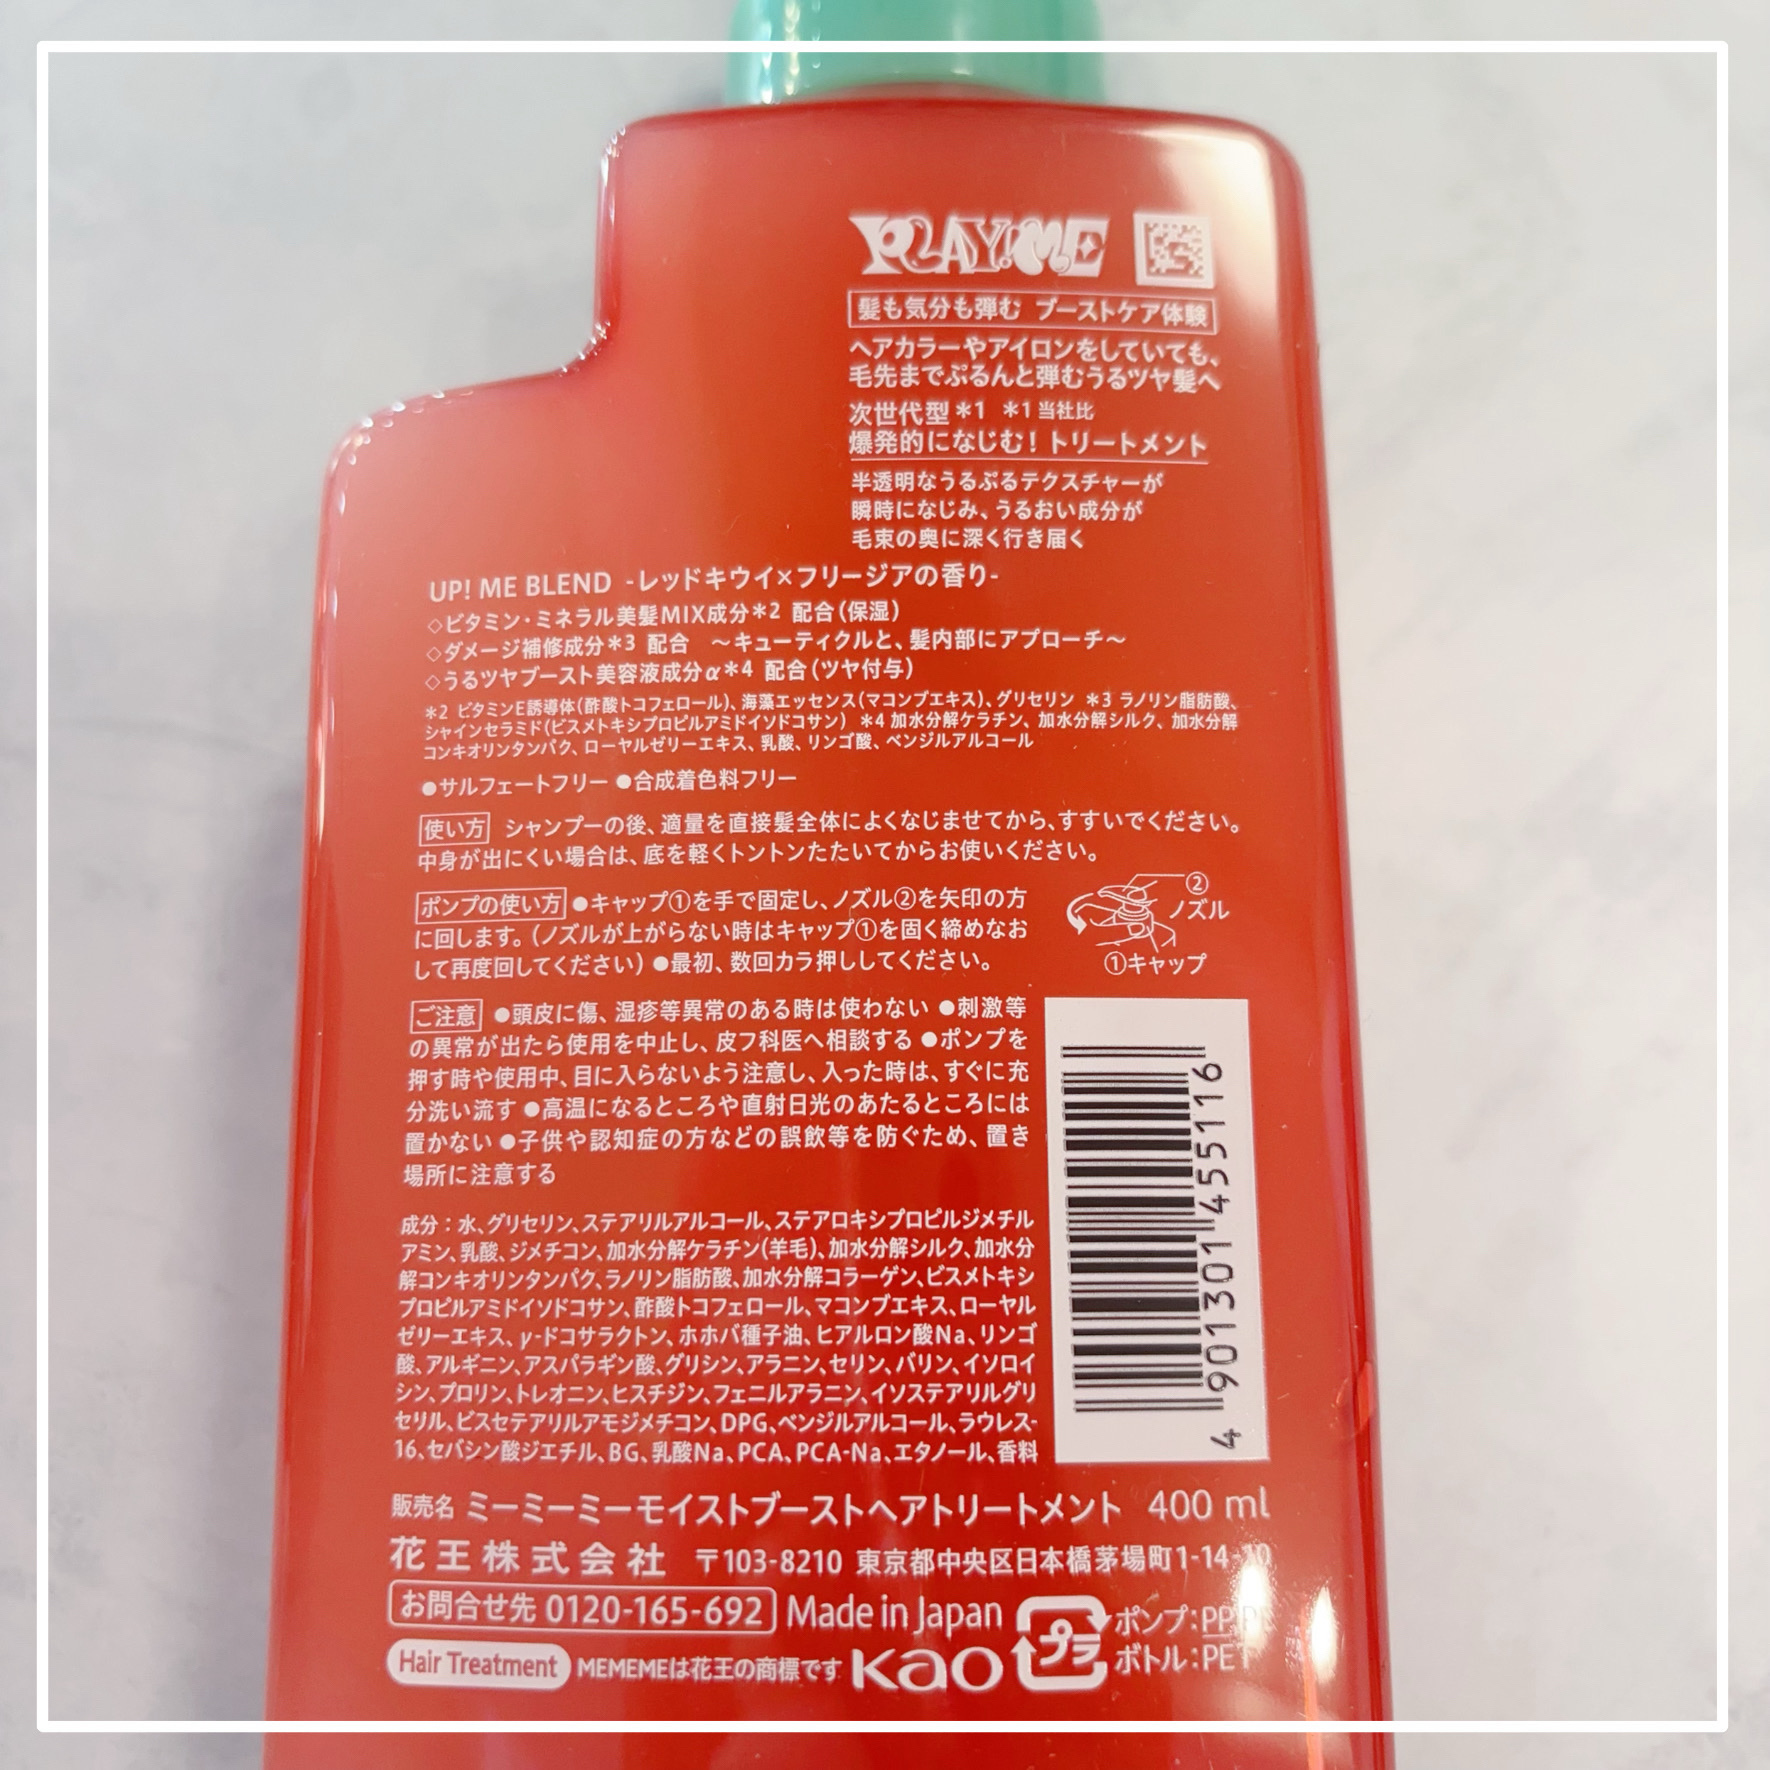 PLAY! ME
髪も気分も弾む ブーストケア体験
ヘアカラーやアイロンをしていても、
毛先までぷるんと弾むうるツヤ髪へ
次世代型*1 *1当社比
爆発的になじむ! トリートメント
半透明なうるぷるテクスチャーが
瞬時になじみ、うるおい成分が
毛束の奥に深く行き届く
UP! ME BLEND -レッドキウイ×フリージアの香り-
◇ビタミン・ミネラル美髪MIX成分*2 配合(保湿)
◇ダメージ補修成分*3 配合 ～キューティクルと、髪内部にアプローチ～
◇うるツヤブースト美容液成分α*4 配合(ツヤ付与)
*2 ビタミンE誘導体(酢酸トコフェロール)、海藻エッセンス(マコンブエキス)、グリセリン *3 ラノリン脂肪酸、
シャインセラミド(ビスメトキシプロピルアミドイソドコサン) *4 加水分解ケラチン、加水分解シルク、加水分解
コンキオリンタンパク、ローヤルゼリーエキス、乳酸、リンゴ酸、ベンジルアルコール
●サルフェートフリー ●合成着色料フリー
使い方 シャンプーの後、適量を直接髪全体によくなじませてから、すすいでください。
中身が出にくい場合は、底を軽くトントンたたいてからお使いください。
ポンプの使い方 ●キャップ①を手で固定し、ノズル②を矢印の方
に回します。(ノズルが上がらない時はキャップ①を固く締めなお
して再度回してください) ●最初、数回カラ押ししてください。
②
ノズル
①キャップ
ご注意 ●頭皮に傷、湿疹等異常のある時は使わない ●刺激等
の異常が出たら使用を中止し、皮フ科医へ相談する ●ポンプを
押す時や使用中、目に入らないよう注意し、入った時は、すぐに充
分洗い流す ●高温になるところや直射日光のあたるところには
置かない ●子供や認知症の方などの誤飲等を防ぐため、置き
場所に注意する
成分：水、グリセリン、ステアリルアルコール、ステアロキシプロピルジメチル
アミン、乳酸、ジメチコン、加水分解ケラチン(羊毛)、加水分解シルク、加水分
解コンキオリンタンパク、ラノリン脂肪酸、加水分解コラーゲン、ビスメトキシ
プロピルアミドイソドコサン、酢酸トコフェロール、マコンブエキス、ローヤル
ゼリーエキス、γ-ドコサラクトン、ホホバ種子油、ヒアルロン酸Na、リンゴ
酸、アルギニン、アスパラギン酸、グリシン、アラニン、セリン、バリン、イソロイ
シン、プロリン、トレオニン、ヒスチジン、フェニルアラニン、イソステアリルグリ
セリル、ビスセテアリルアモジメチコン、DPG、ベンジルアルコール、ラウレス-
16、セバシン酸ジエチル、BG、乳酸Na、PCA、PCA-Na、エタノール、香料
4 901301 455116
販売名 ミーミーミーモイストブーストヘアトリートメント 400 ml
花王株式会社 〒103-8210 東京都中央区日本橋茅場町1-14-10
お問合せ先 0120-165-692 Made in Japan
プラ
ポンプ:PP,
ボトル:PET
Hair Treatment MEMEMEは花王の商標です Kao